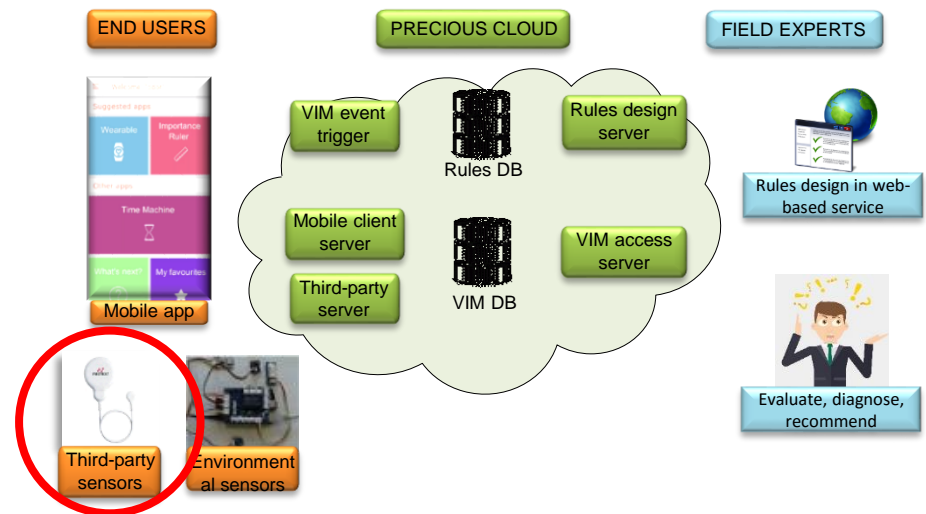 END USERS
PRECIOUS CLOUD
FIELD EXPERTS
Suggested apps
Wearable
Importance
Ruler
Other apps
Time Machine
What's next?
My favourites
Mobile app
VIM event
trigger
Rules DB
Rules design
server
Mobile client
server
Third-party
server
VIM DB
VIM access
server
Rules design in web-
based service
Evaluate, diagnose,
recommend
Third-party
sensors
Environment
al sensors